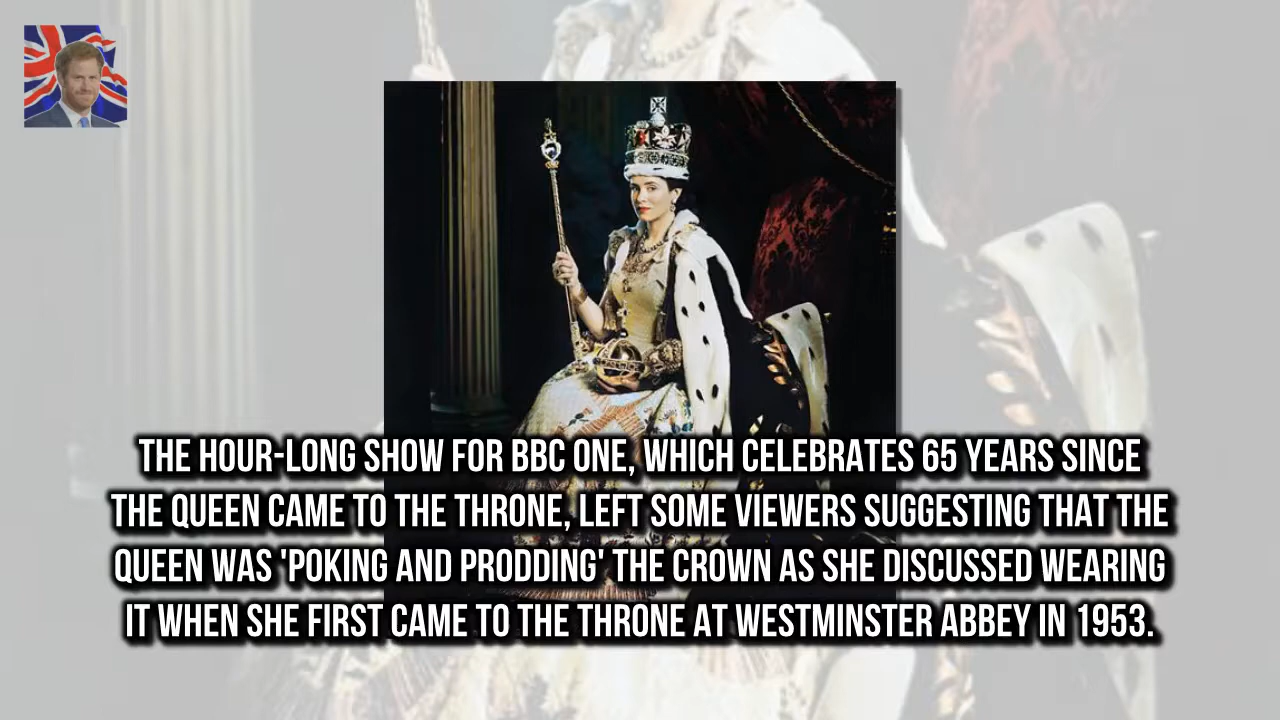 THE HOUR-LONG SHOW FOR BBC ONE, WHICH CELEBRATES 65 YEARS SINCE
THE QUEEN CAME TO THE THRONE, LEFT SOME VIEWERS SUGGESTING THAT THE
QUEEN WAS 'POKING AND PRODDING' THE CROWN AS SHE DISCUSSED WEARING
IT WHEN SHE FIRST CAME TO THE THRONE AT WESTMINSTER ABBEY IN 1953.